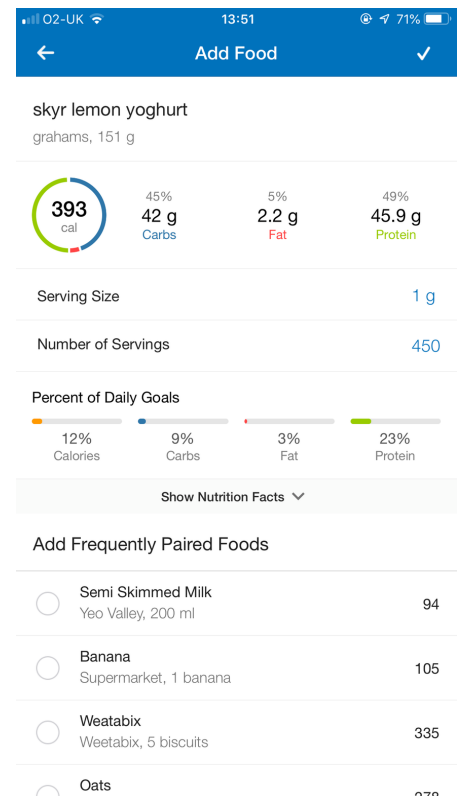 O2-UK 13:51 71%
Add Food
skyr lemon yoghurt
grahams, 151 g
393
cal
45% 5% 49%
42 g 2.2 g 45.9 g
Carbs Fat Protein
Serving Size 1 g
Number of Servings 450
Percent of Daily Goals
12% 9% 3% 23%
Calories Carbs Fat Protein
Show Nutrition Facts
Add Frequently Paired Foods
Semi Skimmed Milk
Yeo Valley, 200 ml 94
Banana
Supermarket, 1 banana 105
Weatabix
Weetabix, 5 biscuits 335
Oats